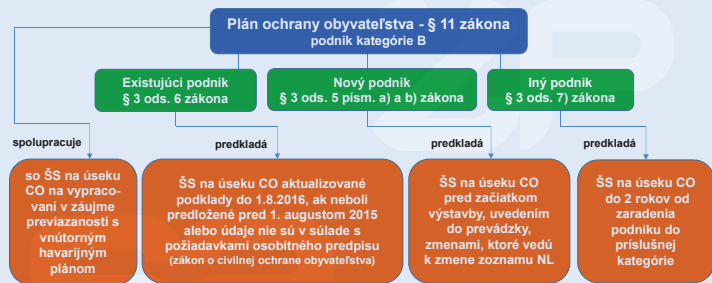 Plán ochrany obyvateľstva - § 11 zákona
podnik kategórie B
Existujúci podnik
§ 3 ods. 6 zákona
Nový podnik
§ 3 ods. 5 písm. a) a b) zákona
Iný podnik
§ 3 ods. 7) zákona
spolupracuje
predkladá
predkladá
predkladá
so ŠS na úseku
CO na vypraco-
vaní v záujme
previazanosti s
vnútorným
havarijným
plánom
ŠS na úseku CO aktualizované
podklady do 1.8.2016, ak neboli
predložené pred 1. augustom 2015
alebo údaje nie sú v súlade s
požiadavkami osobitného predpisu
(zákon o civilnej ochrane obyvateľstva)
ŠS na úseku CO
pred začiatkom
výstavby, uvedením
do prevádzky,
zmenami, ktoré vedú
k zmene zoznamu NL
ŠS na úseku CO
do 2 rokov od
zaradenia
podniku do
príslušnej
kategórie